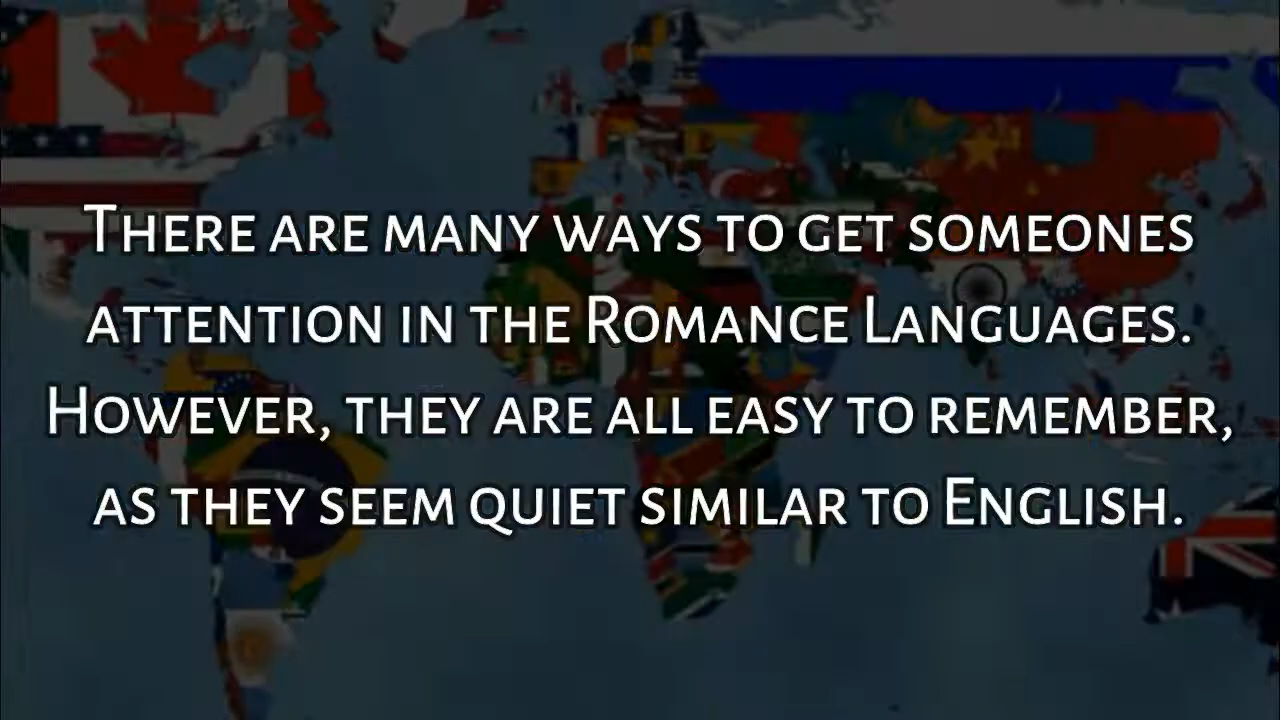 There are many ways to get someones
attention in the Romance Languages.
However, they are all easy to remember,
as they seem quiet similar to English.